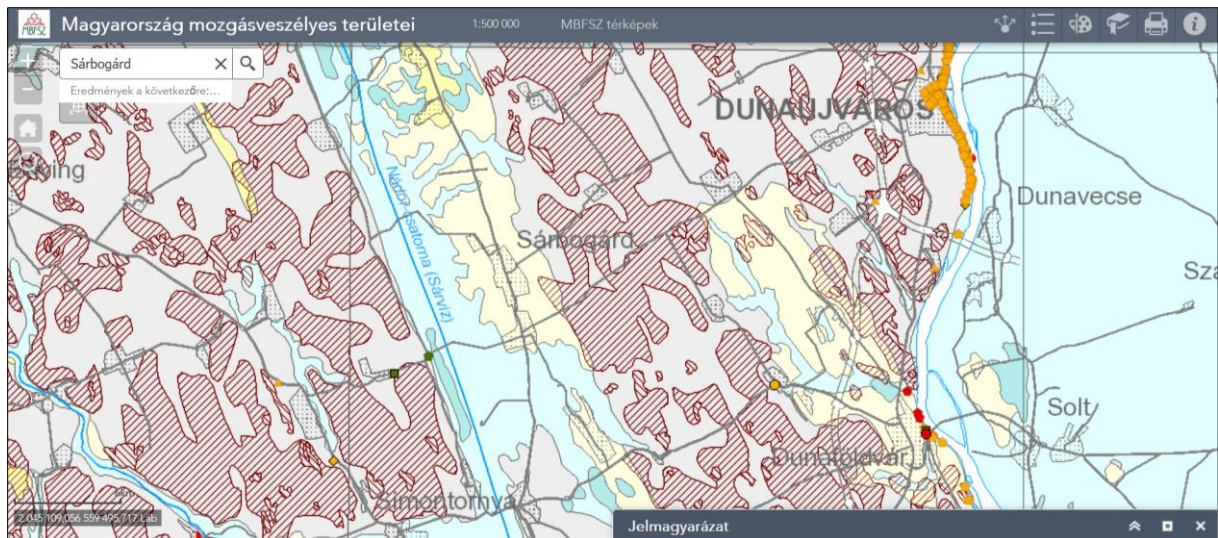 MBFSZ
Magyarország mozgásveszélyes területei
1:500 000
MBFSZ térképek
Sárbogárd
Eredmények a következőre:...
DUNAÚJVÁROS
Dunavecse
Nádor csatorna (Sárvíz)
Sárbogárd
Solt
Dunaföldvár
Simontornya
2 045 109,056 559 495,717 Láb
Jelmagyarázat